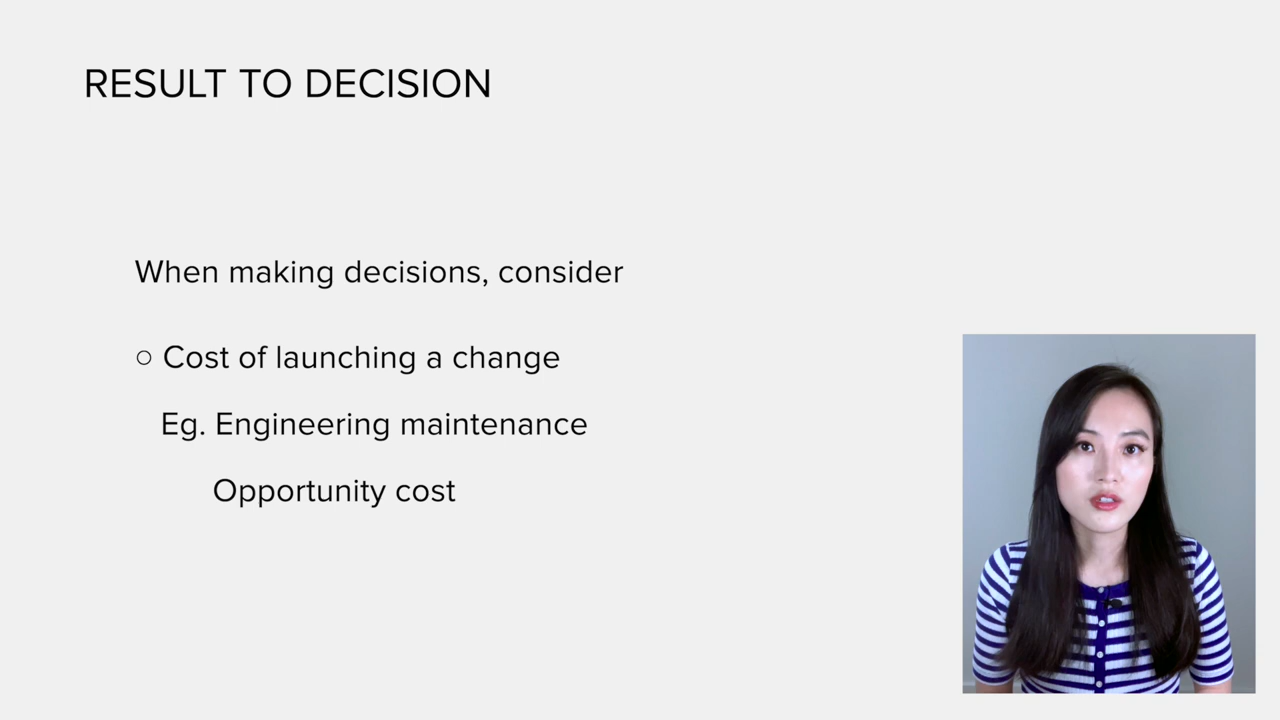 RESULT TO DECISION
When making decisions, consider
○ Cost of launching a change
Eg. Engineering maintenance
Opportunity cost